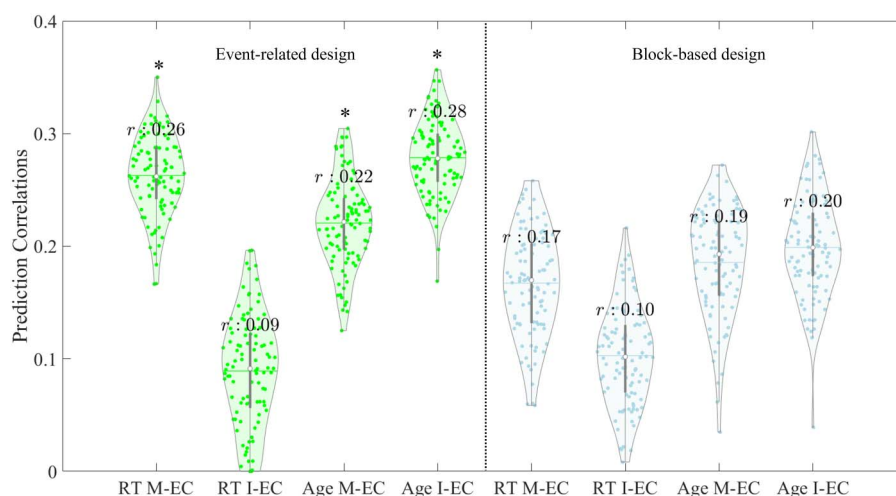 0.4
Event-related design
Block-based design
*
*
*
r : 0.26
r : 0.28
0.3
r : 0.22
r : 0.17
r : 0.19
r : 0.20
0.2
r : 0.09
r : 0.10
0.1
0
Prediction Correlations
RT M-EC
RT I-EC
Age M-EC
Age I-EC
RT M-EC
RT I-EC
Age M-EC
Age I-EC